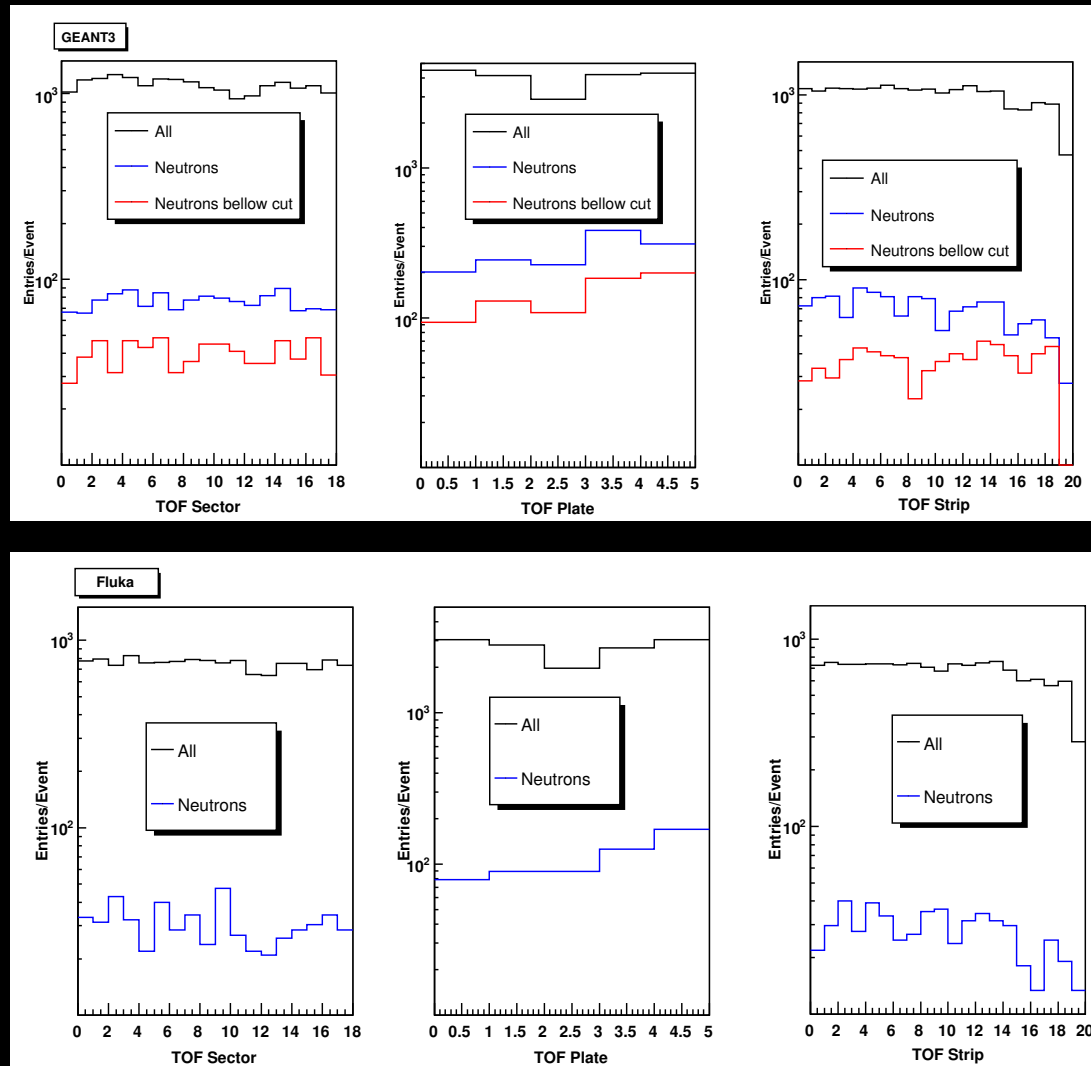 GEANT3
Entries/Event
10³
10²
All
Neutrons
Neutrons bellow cut
0 2 4 6 8 10 12 14 16 18
TOF Sector
Entries/Event
10³
10²
All
Neutrons
Neutrons bellow cut
0 0.5 1 1.5 2 2.5 3 3.5 4 4.5 5
TOF Plate
Entries/Event
10³
10²
All
Neutrons
Neutrons bellow cut
0 2 4 6 8 10 12 14 16 18 20
TOF Strip
Fluka
Entries/Event
10³
10²
All
Neutrons
0 2 4 6 8 10 12 14 16 18
TOF Sector
Entries/Event
10³
10²
All
Neutrons
0 0.5 1 1.5 2 2.5 3 3.5 4 4.5 5
TOF Plate
Entries/Event
10³
10²
All
Neutrons
0 2 4 6 8 10 12 14 16 18 20
TOF Strip